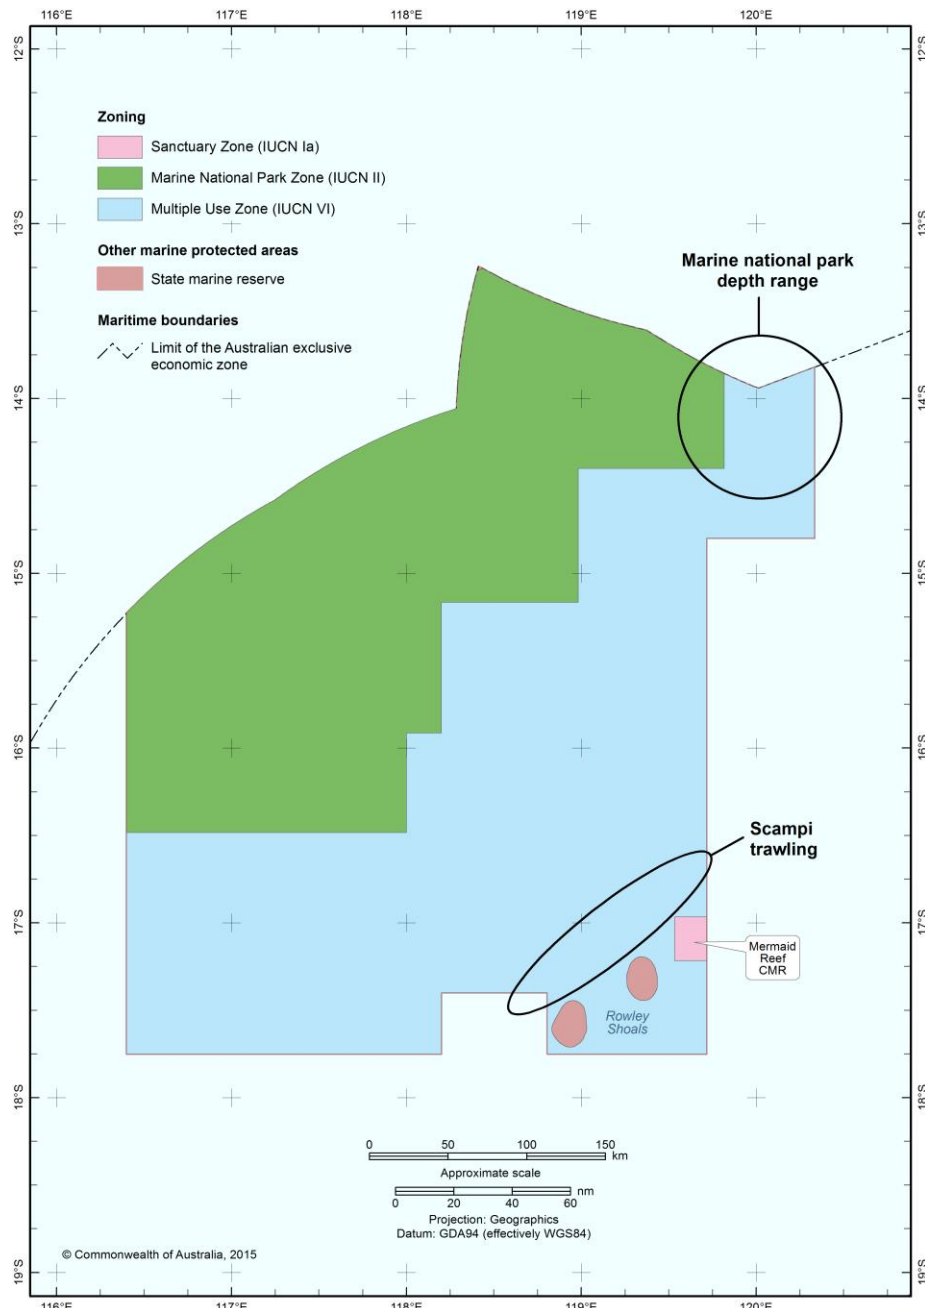 116°E
117°E
118°E
119°E
120°E
12°S
12°S
Zoning
Sanctuary Zone (IUCN Ia)
Marine National Park Zone (IUCN II)
Multiple Use Zone (IUCN VI)
Other marine protected areas
State marine reserve
Maritime boundaries
Limit of the Australian exclusive
economic zone
13°S
13°S
Marine national park
depth range
14°S
14°S
15°S
15°S
16°S
16°S
Scampi
trawling
17°S
17°S
Mermaid
Reef
CMR
Rowley
Shoals
18°S
18°S
0
50
100
150
km
Approximate scale
nm
0
20
40
60
Projection: Geographics
Datum: GDA94 (effectively WGS84)
© Commonwealth of Australia, 2015
19°S
19°S
116°E
117°E
118°E
119°E
120°E